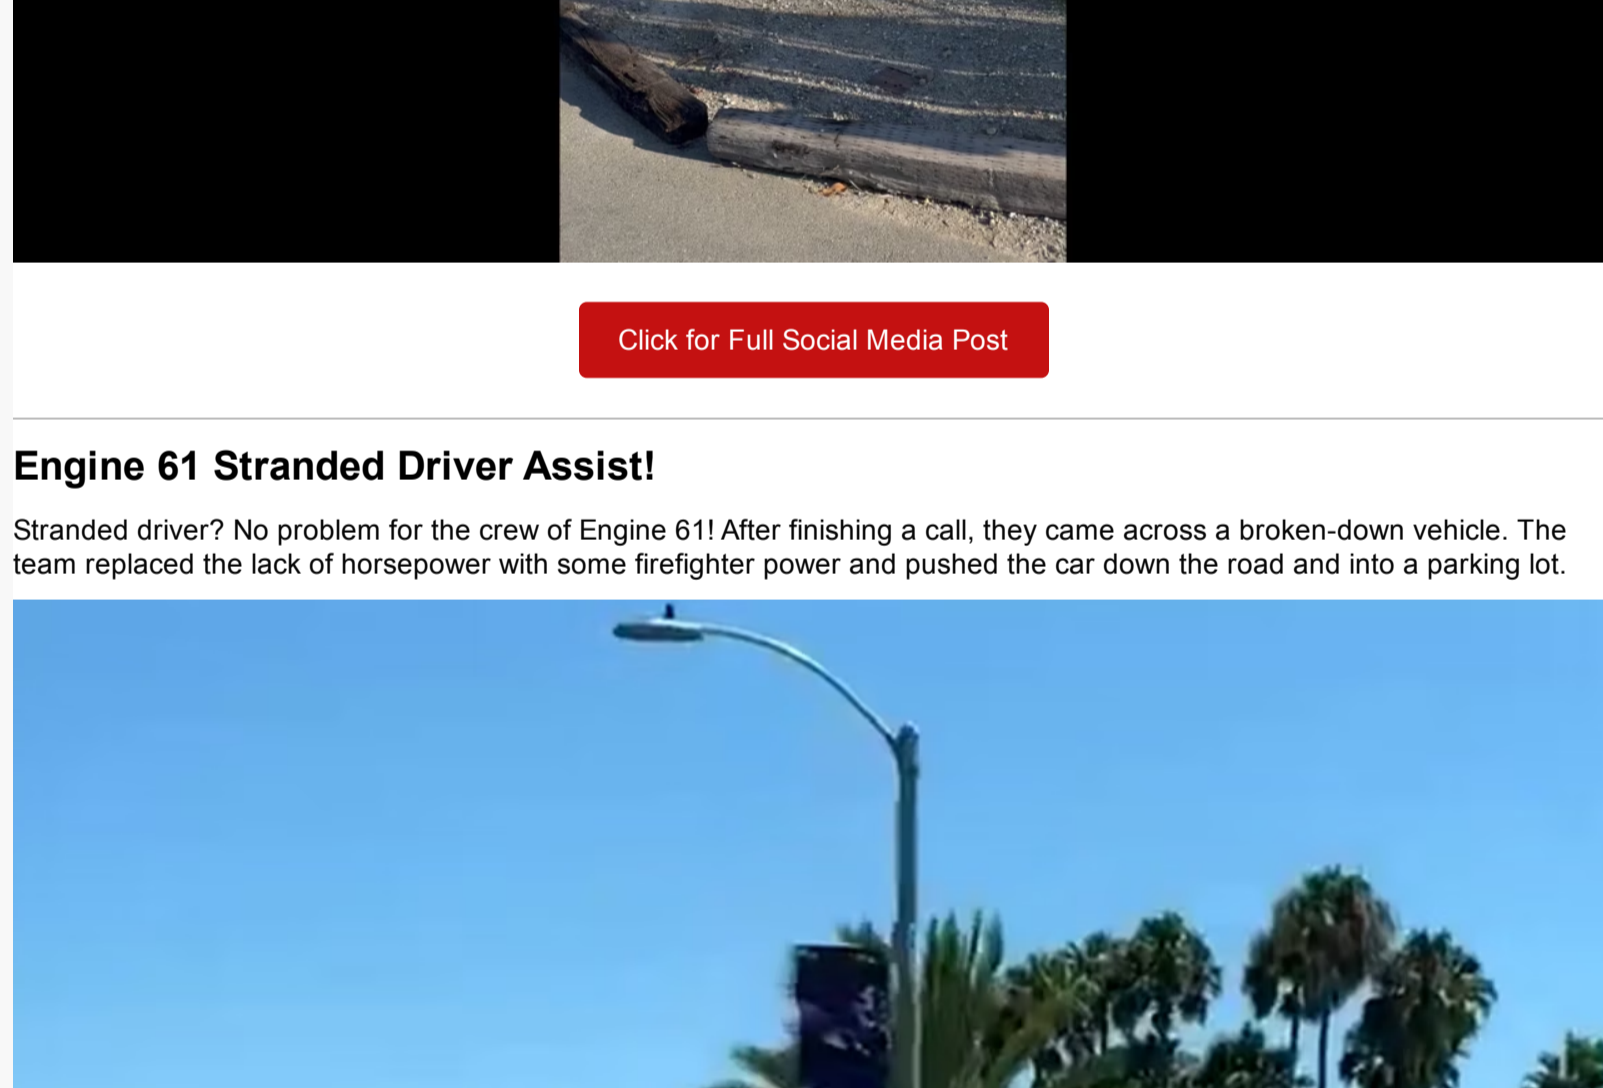 Click for Full Social Media Post
Engine 61 Stranded Driver Assist!
Stranded driver? No problem for the crew of Engine 61! After finishing a call, they came across a broken-down vehicle. The
team replaced the lack of horsepower with some firefighter power and pushed the car down the road and into a parking lot.